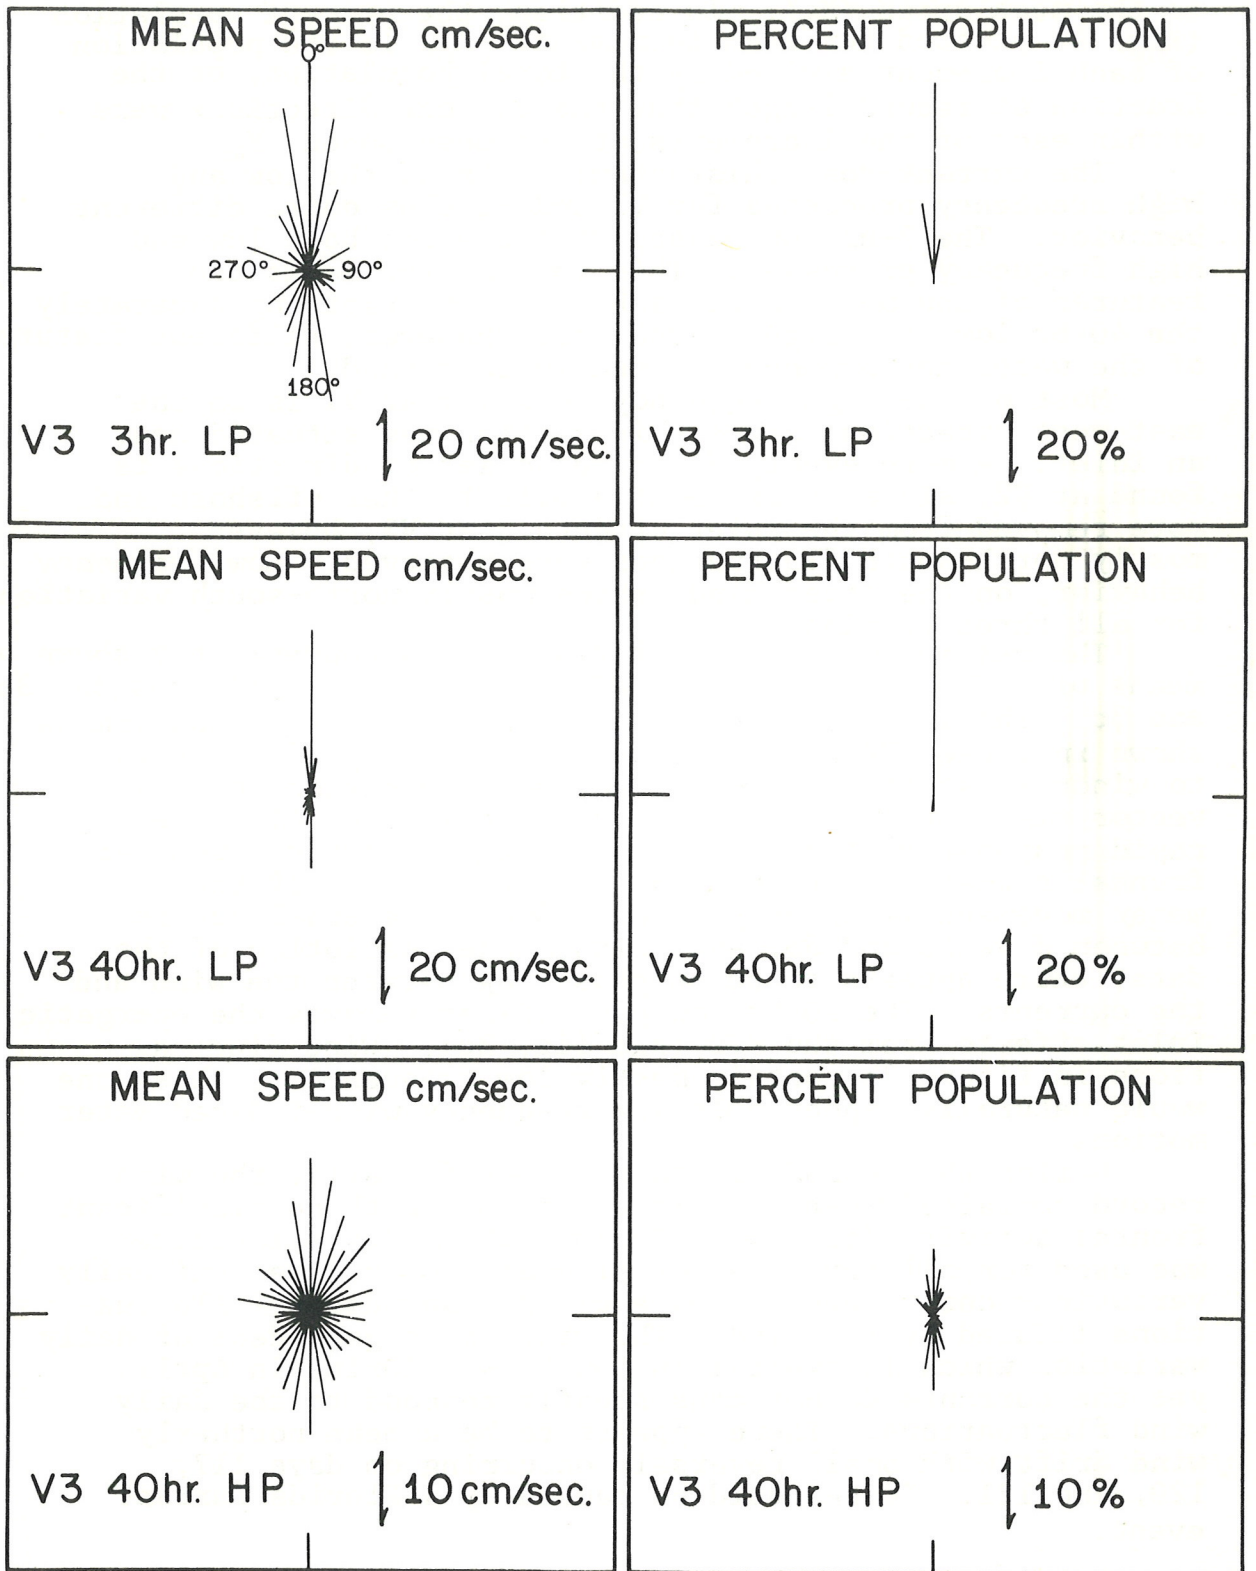 MEAN SPEED cm/sec.
0°
270°
90°
180°
V3 3hr. LP
20 cm/sec.
PERCENT POPULATION
V3 3hr. LP
20%
MEAN SPEED cm/sec.
V3 40hr. LP
20 cm/sec.
PERCENT POPULATION
V3 40hr. LP
20%
MEAN SPEED cm/sec.
V3 40hr. HP
10 cm/sec.
PERCENT POPULATION
V3 40hr. HP
10%